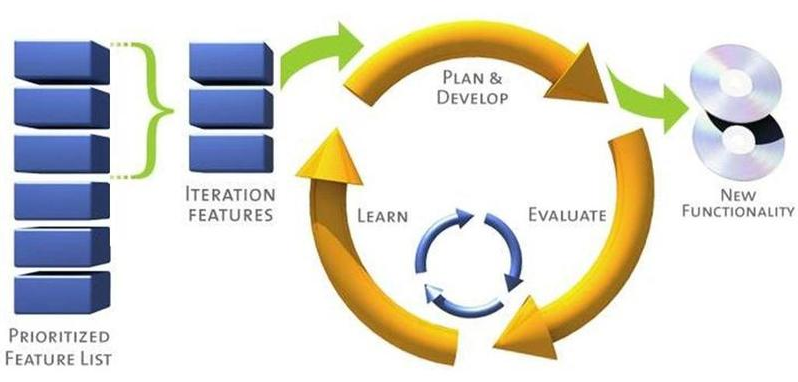 PLAN &
DEVELOP
ITERATION
FEATURES
LEARN
EVALUATE
NEW
FUNCTIONALITY
PRIORITIZED
FEATURE LIST